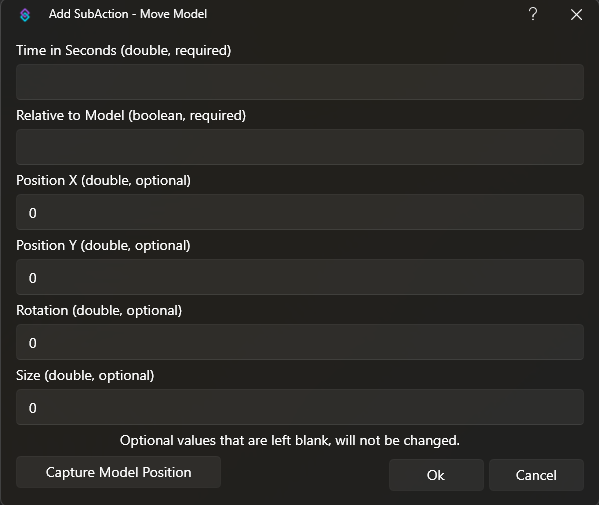 Add SubAction - Move Model
?
Time in Seconds (double, required)
Relative to Model (boolean, required)
Position X (double, optional)
0
Position Y (double, optional)
0
Rotation (double, optional)
0
Size (double, optional)
0
Optional values that are left blank, will not be changed.
Capture Model Position
Ok
Cancel